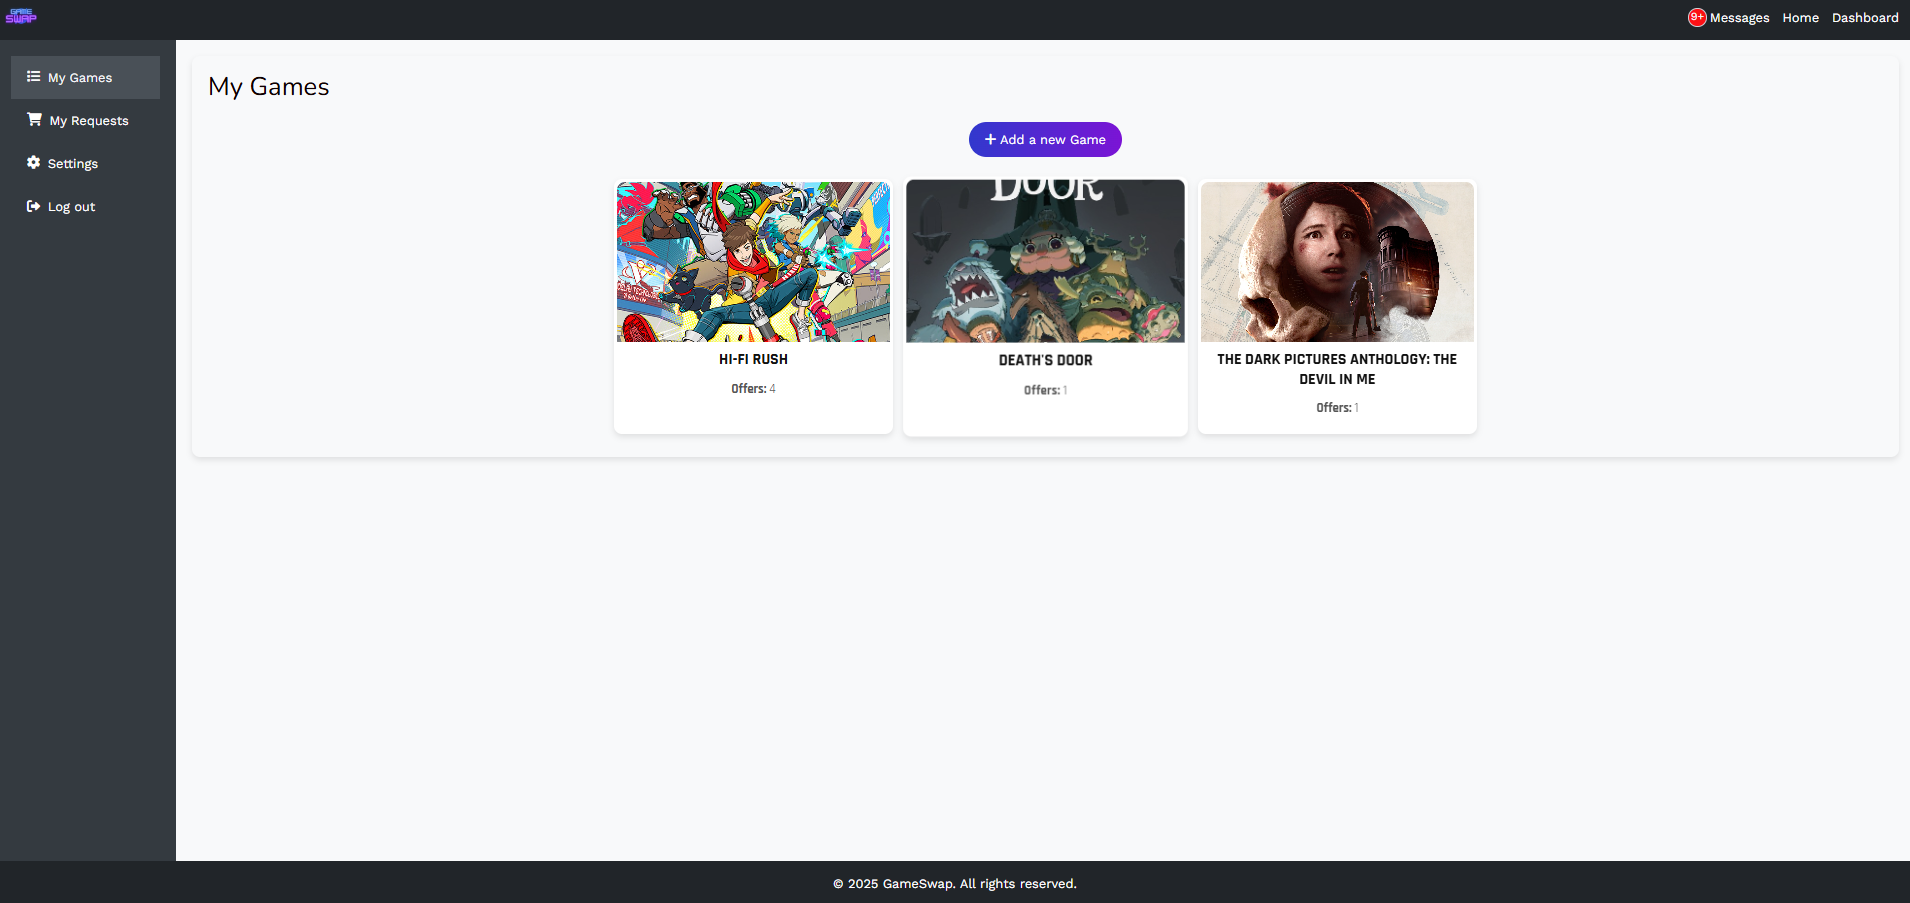 GAME
SWAP
9+ Messages Home Dashboard
My Games
My Requests
Settings
Log out
My Games
+ Add a new Game
DOOR
HI-FI RUSH
Offers: 4
DEATH'S DOOR
Offers: 1
THE DARK PICTURES ANTHOLOGY: THE
DEVIL IN ME
Offers: 1
© 2025 GameSwap. All rights reserved.